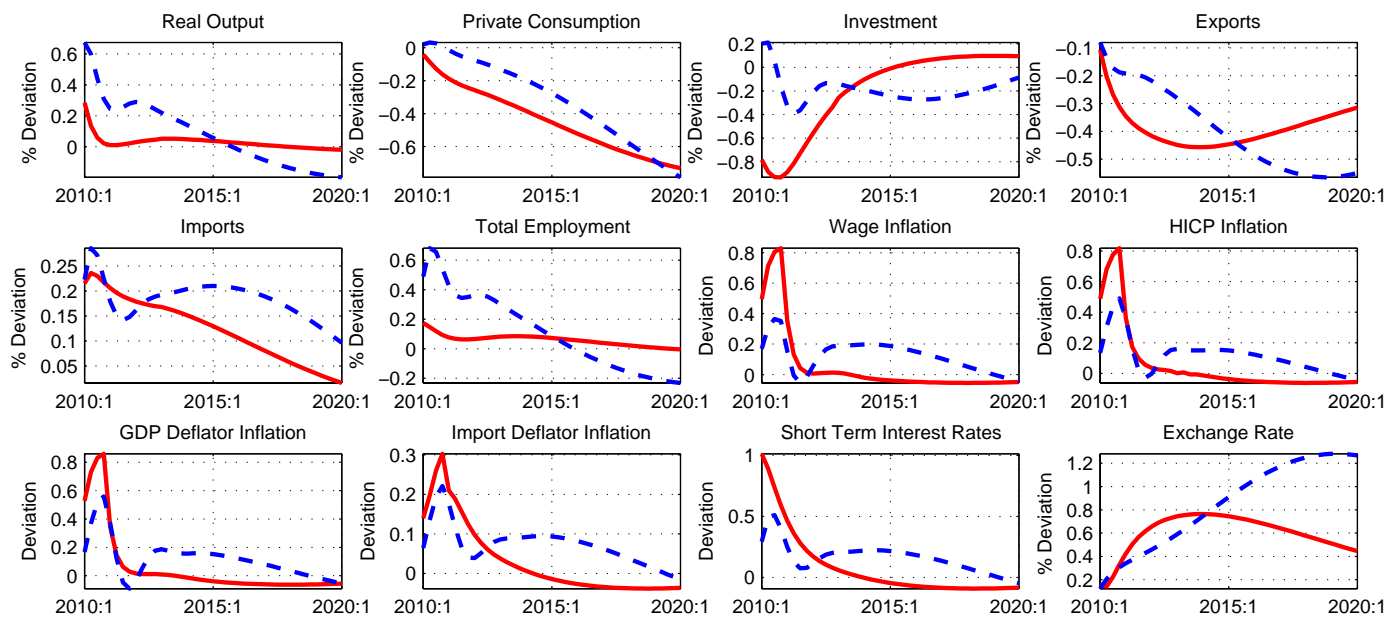 Real Output
Private Consumption
Investment
Exports
% Deviation
0.6
0.4
0.2
0
2010:1 2015:1 2020:1
% Deviation
0
−0.2
−0.4
−0.6
2010:1 2015:1 2020:1
% Deviation
0.2
0
−0.2
−0.4
−0.6
−0.8
2010:1 2015:1 2020:1
% Deviation
−0.1
−0.2
−0.3
−0.4
−0.5
2010:1 2015:1 2020:1
Imports
Total Employment
Wage Inflation
HICP Inflation
% Deviation
0.25
0.2
0.15
0.1
0.05
2010:1 2015:1 2020:1
% Deviation
0.6
0.4
0.2
0
−0.2
2010:1 2015:1 2020:1
Deviation
0.8
0.6
0.4
0.2
0
2010:1 2015:1 2020:1
Deviation
0.8
0.6
0.4
0.2
0
2010:1 2015:1 2020:1
GDP Deflator Inflation
Import Deflator Inflation
Short Term Interest Rates
Exchange Rate
Deviation
0.8
0.6
0.4
0.2
0
2010:1 2015:1 2020:1
Deviation
0.3
0.2
0.1
0
2010:1 2015:1 2020:1
Deviation
1
0.5
0
2010:1 2015:1 2020:1
% Deviation
1.2
1
0.8
0.6
0.4
0.2
2010:1 2015:1 2020:1